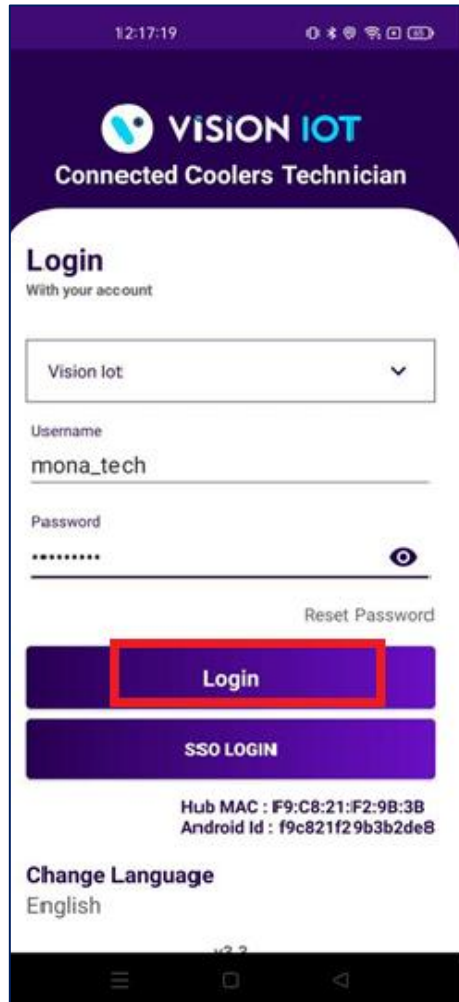 12:17:19
VISION IOT
Connected Coolers Technician
Login
With your account
Vision Iot
Username
mona_tech
Password
•••••••••
Reset Password
Login
SSO LOGIN
Hub MAC : F9:C8:21:F2:9B:3B
Android Id : f9c821f29b3b2de8
Change Language
English